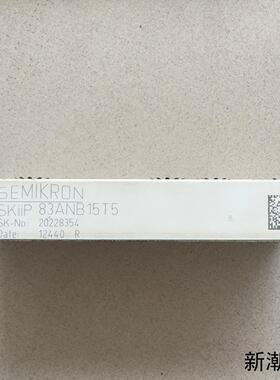 SEMIKRON
SKiiP 83ANB15T5
SK-No: 20228354
Date: 12440 R
新潮